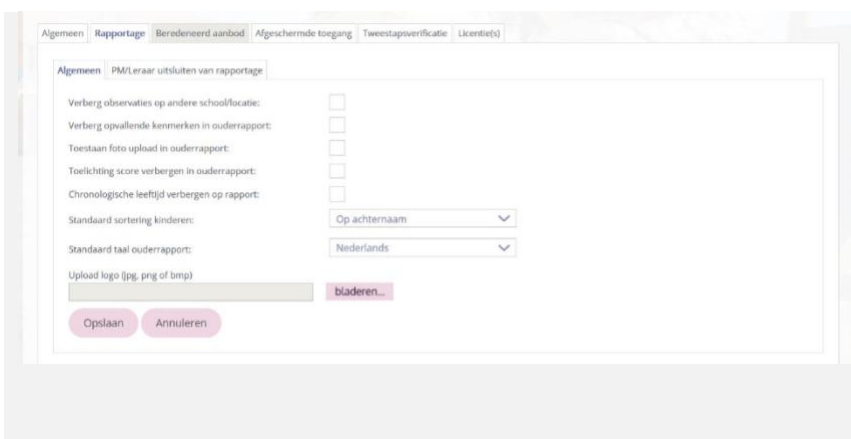 Algemeen Rapportage Beredeneerd aanbod Afgeschermde toegang Tweestapsverificatie Licentie(s)
Algemeen PM/Leraar uitsluiten van rapportage
Verberg observaties op andere school/locatie:
Verberg opvallende kenmerken in ouderrapport:
Toestaan foto upload in ouderrapport:
Toelichting score verbergen in ouderrapport:
Chronologische leeftijd verbergen op rapport:
Standaard sortering kinderen: Op achternaam
Standaard taal ouderrapport: Nederlands
Upload logo (jpg, png of bmp)
bladeren...
Opslaan Annuleren